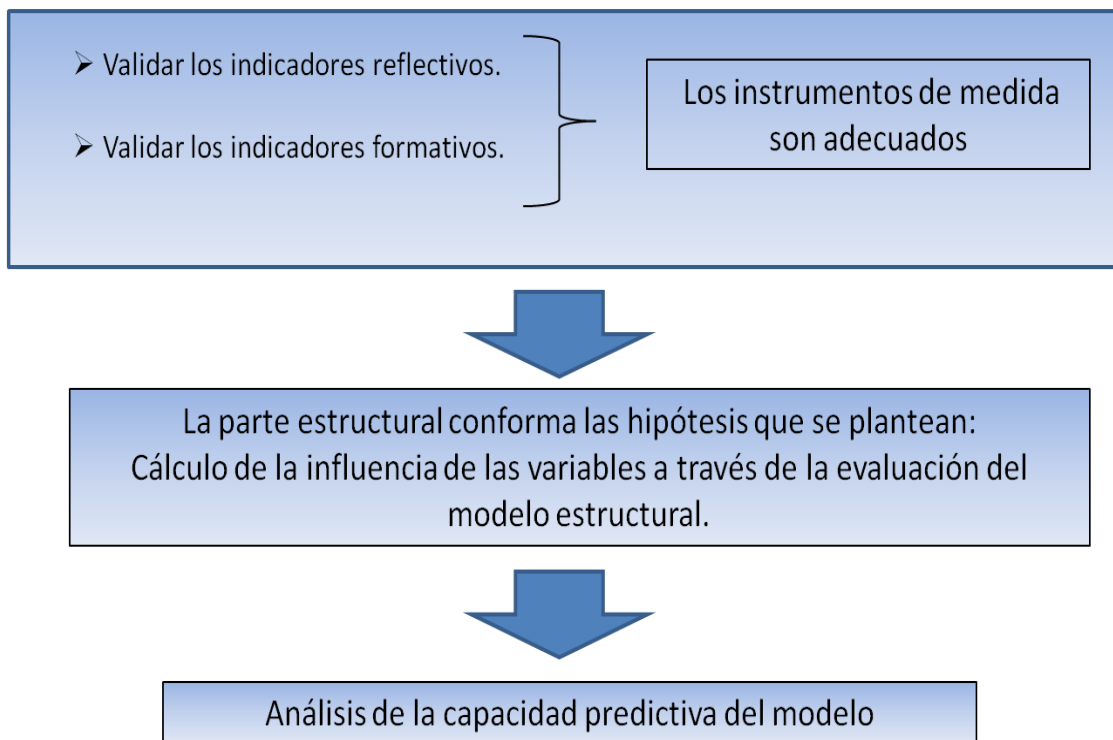 ➢ Validar los indicadores reflectivos.
➢ Validar los indicadores formativos.
Los instrumentos de medida
son adecuados
La parte estructural conforma las hipótesis que se plantean:
Cálculo de la influencia de las variables a través de la evaluación del
modelo estructural.
Análisis de la capacidad predictiva del modelo